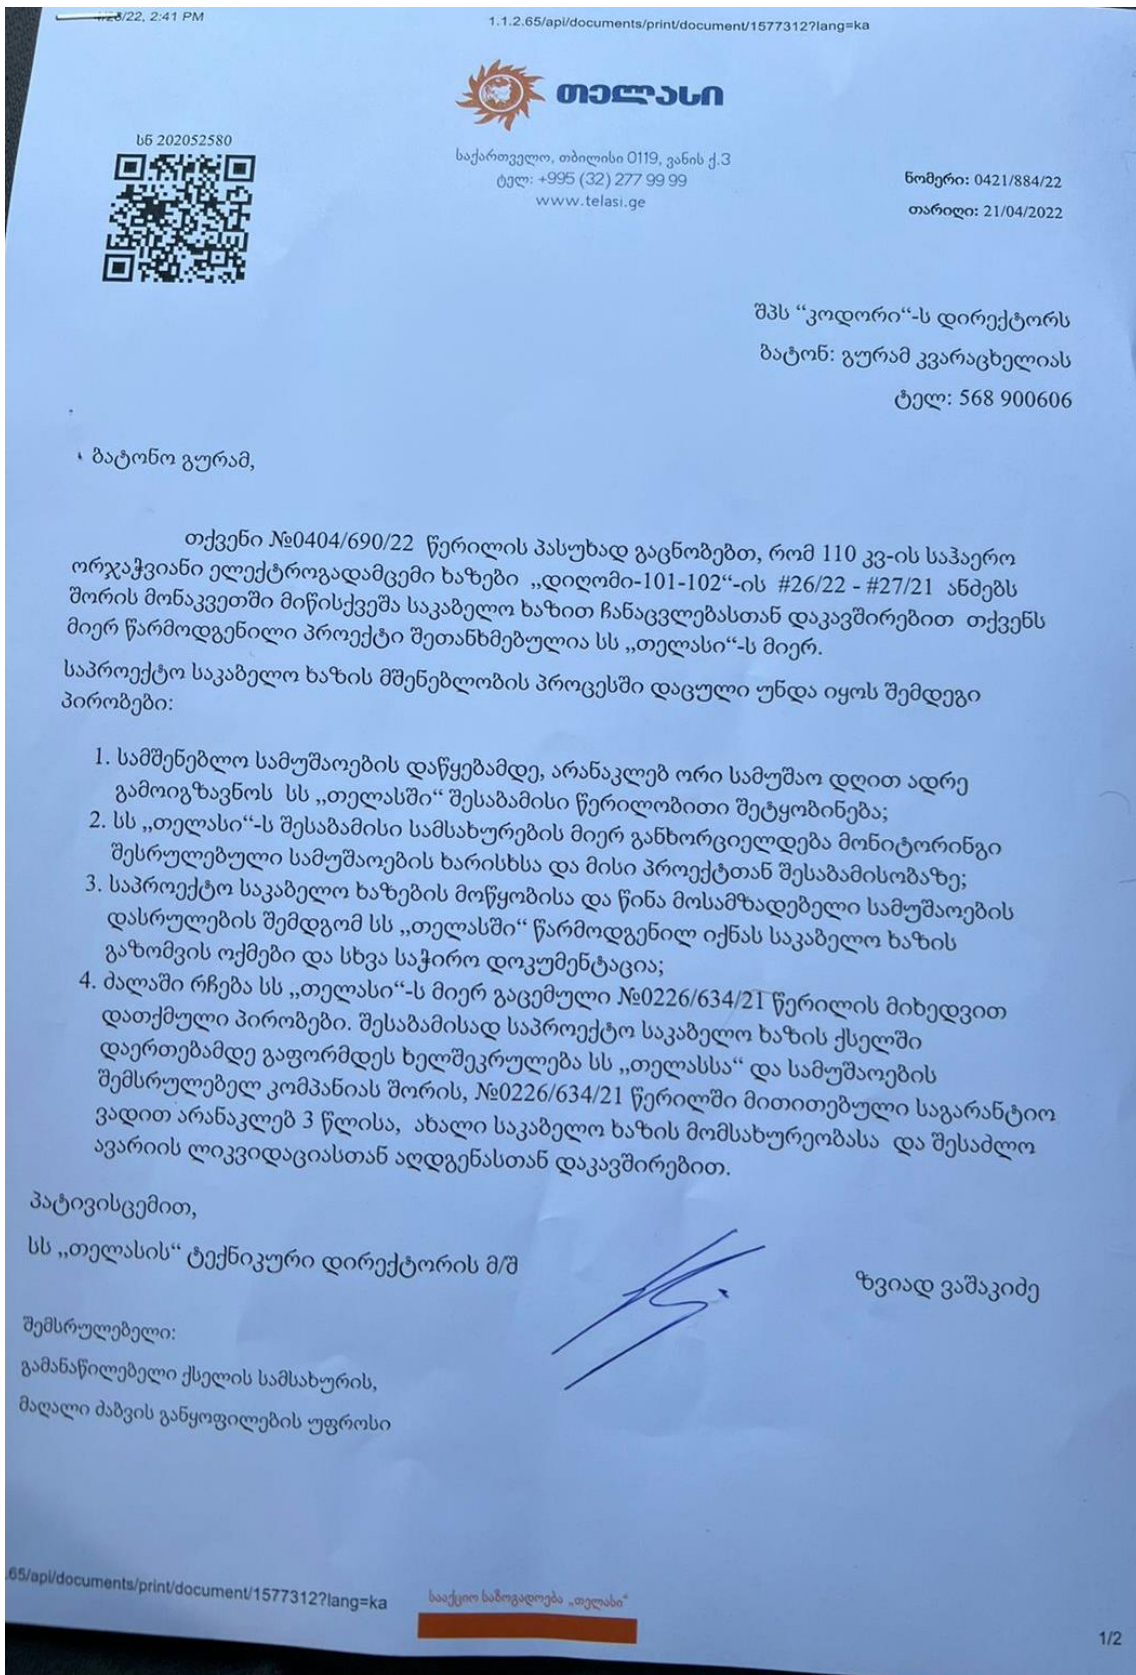 /22, 2:41 PM
1.1.2.65/api/documents/print/document/1577312?lang=ka
თელასი
სნ 202052580
საქართველო, თბილისი 0119, ვანის ქ.3
ტელ: +995 (32) 277 99 99
www.telasi.ge
ნომერი: 0421/884/22
თარიღი: 21/04/2022
შპს “კოდორი“-ს დირექტორს
ბატონ: გურამ კვარაცხელიას
ტელ: 568 900606
ბატონო გურამ,
თქვენი №0404/690/22 წერილის პასუხად გაცნობებთ, რომ 110 კვ-ის საჰაერო
ორჯაჭვიანი ელექტროგადამცემი ხაზები „დიღომი-101-102“-ის #26/22 - #27/21 ანძებს
შორის მონაკვეთში მიწისქვეშა საკაბელო ხაზით ჩანაცვლებასთან დაკავშირებით თქვენს
მიერ წარმოდგენილი პროექტი შეთანხმებულია სს „თელასი“-ს მიერ.
საპროექტო საკაბელო ხაზის მშენებლობის პროცესში დაცული უნდა იყოს შემდეგი
პირობები:
1. სამშენებლო სამუშაოების დაწყებამდე, არანაკლებ ორი სამუშაო დღით ადრე
გამოიგზავნოს სს „თელასში“ შესაბამისი წერილობითი შეტყობინება;
2. სს „თელასი“-ს შესაბამისი სამსახურების მიერ განხორციელდება მონიტორინგი
შესრულებული სამუშაოების ხარისხსა და მისი პროექტთან შესაბამისობაზე;
3. საპროექტო საკაბელო ხაზების მოწყობისა და წინა მოსამზადებელი სამუშაოების
დასრულების შემდგომ სს „თელასში“ წარმოდგენილ იქნას საკაბელო ხაზის
გაზომვის ოქმები და სხვა საჭირო დოკუმენტაცია;
4. ძალაში რჩება სს „თელასი“-ს მიერ გაცემული №0226/634/21 წერილის მიხედვით
დათქმული პირობები. შესაბამისად საპროექტო საკაბელო ხაზის ქსელში
დაერთებამდე გაფორმდეს ხელშეკრულება სს „თელასსა“ და სამუშაოების
შემსრულებელ კომპანიას შორის, №0226/634/21 წერილში მითითებული საგარანტიო
ვადით არანაკლებ 3 წლისა, ახალი საკაბელო ხაზის მომსახურეობასა და შესაძლო
ავარიის ლიკვიდაციასთან აღდგენასთან დაკავშირებით.
პატივისცემით,
სს „თელასის“ ტექნიკური დირექტორის მ/შ
ზვიად ვაშაკიძე
შემსრულებელი:
გამანაწილებელი ქსელის სამსახურის,
მაღალი ძაბვის განყოფილების უფროსი
.65/api/documents/print/document/1577312?lang=ka
სააქციო საზოგადოება „თელასი“
1/2